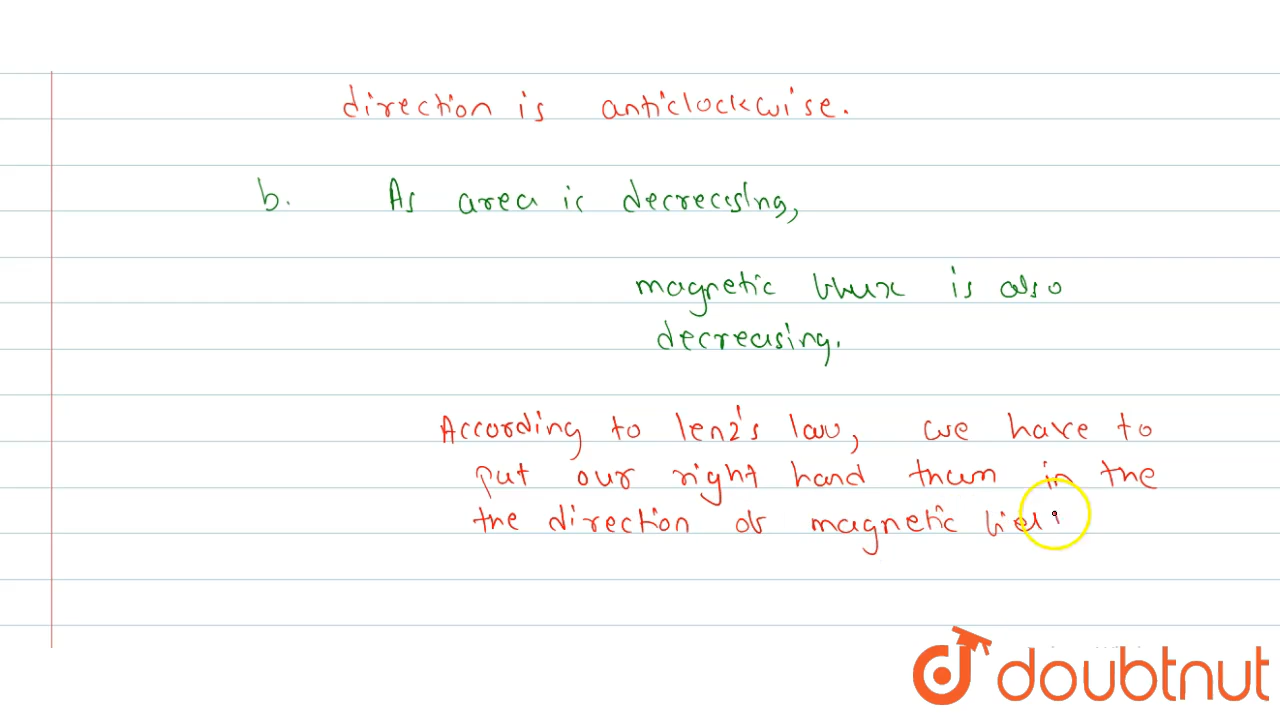 direction is anticlockwise.
b. As area is decreasing,
magnetic flux is also
decreasing.
According to lenz's law, we have to
put our right hand thum in the
the direction of magnetic fiel
doubtnut